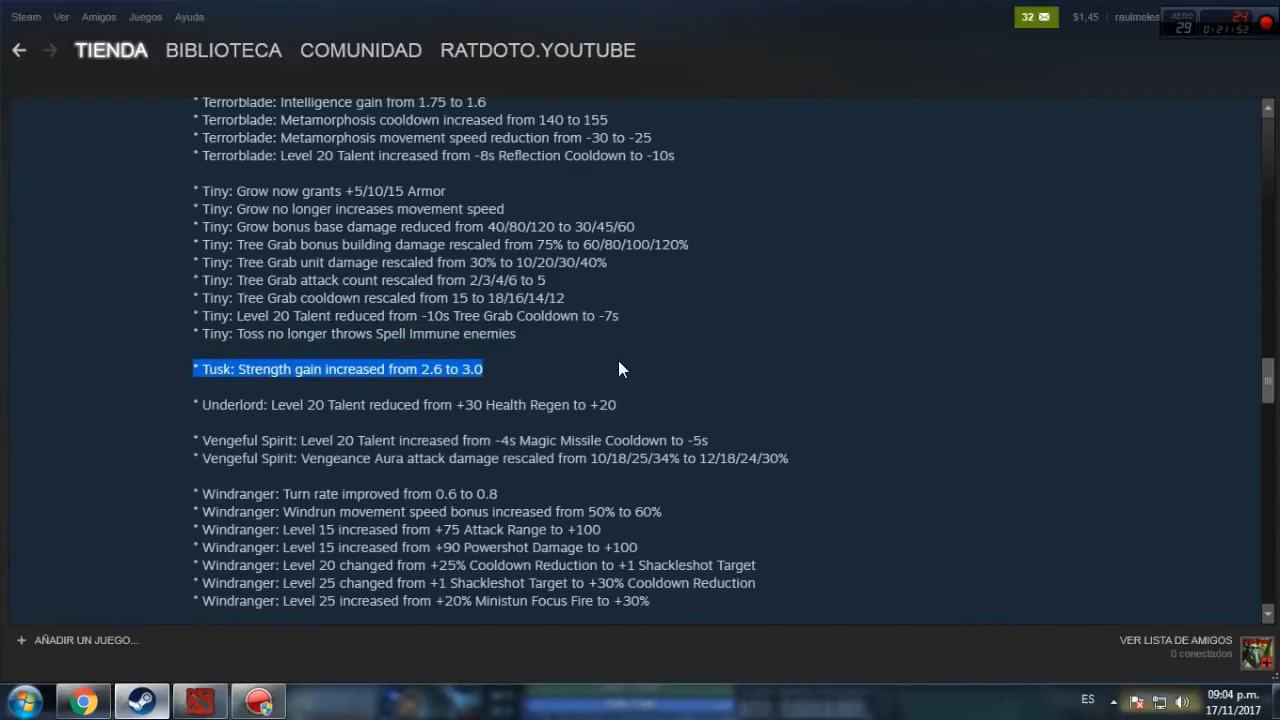 Steam Ver Amigos Juegos Ayuda
32 $1,45 raulmeles
AERO 24
29 0:21:52
TIENDA BIBLIOTECA COMUNIDAD RATDOTO.YOUTUBE
* Terrorblade: Intelligence gain from 1.75 to 1.6
* Terrorblade: Metamorphosis cooldown increased from 140 to 155
* Terrorblade: Metamorphosis movement speed reduction from -30 to -25
* Terrorblade: Level 20 Talent increased from -8s Reflection Cooldown to -10s
* Tiny: Grow now grants +5/10/15 Armor
* Tiny: Grow no longer increases movement speed
* Tiny: Grow bonus base damage reduced from 40/80/120 to 30/45/60
* Tiny: Tree Grab bonus building damage rescaled from 75% to 60/80/100/120%
* Tiny: Tree Grab unit damage rescaled from 30% to 10/20/30/40%
* Tiny: Tree Grab attack count rescaled from 2/3/4/6 to 5
* Tiny: Tree Grab cooldown rescaled from 15 to 18/16/14/12
* Tiny: Level 20 Talent reduced from -10s Tree Grab Cooldown to -7s
* Tiny: Toss no longer throws Spell Immune enemies
* Tusk: Strength gain increased from 2.6 to 3.0
* Underlord: Level 20 Talent reduced from +30 Health Regen to +20
* Vengeful Spirit: Level 20 Talent increased from -4s Magic Missile Cooldown to -5s
* Vengeful Spirit: Vengeance Aura attack damage rescaled from 10/18/25/34% to 12/18/24/30%
* Windranger: Turn rate improved from 0.6 to 0.8
* Windranger: Windrun movement speed bonus increased from 50% to 60%
* Windranger: Level 15 increased from +75 Attack Range to +100
* Windranger: Level 15 increased from +90 Powershot Damage to +100
* Windranger: Level 20 changed from +25% Cooldown Reduction to +1 Shackleshot Target
* Windranger: Level 25 changed from +1 Shackleshot Target to +30% Cooldown Reduction
* Windranger: Level 25 increased from +20% Ministun Focus Fire to +30%
+ AÑADIR UN JUEGO...
VER LISTA DE AMIGOS
0 conectados
ES
09:04 p.m.
17/11/2017